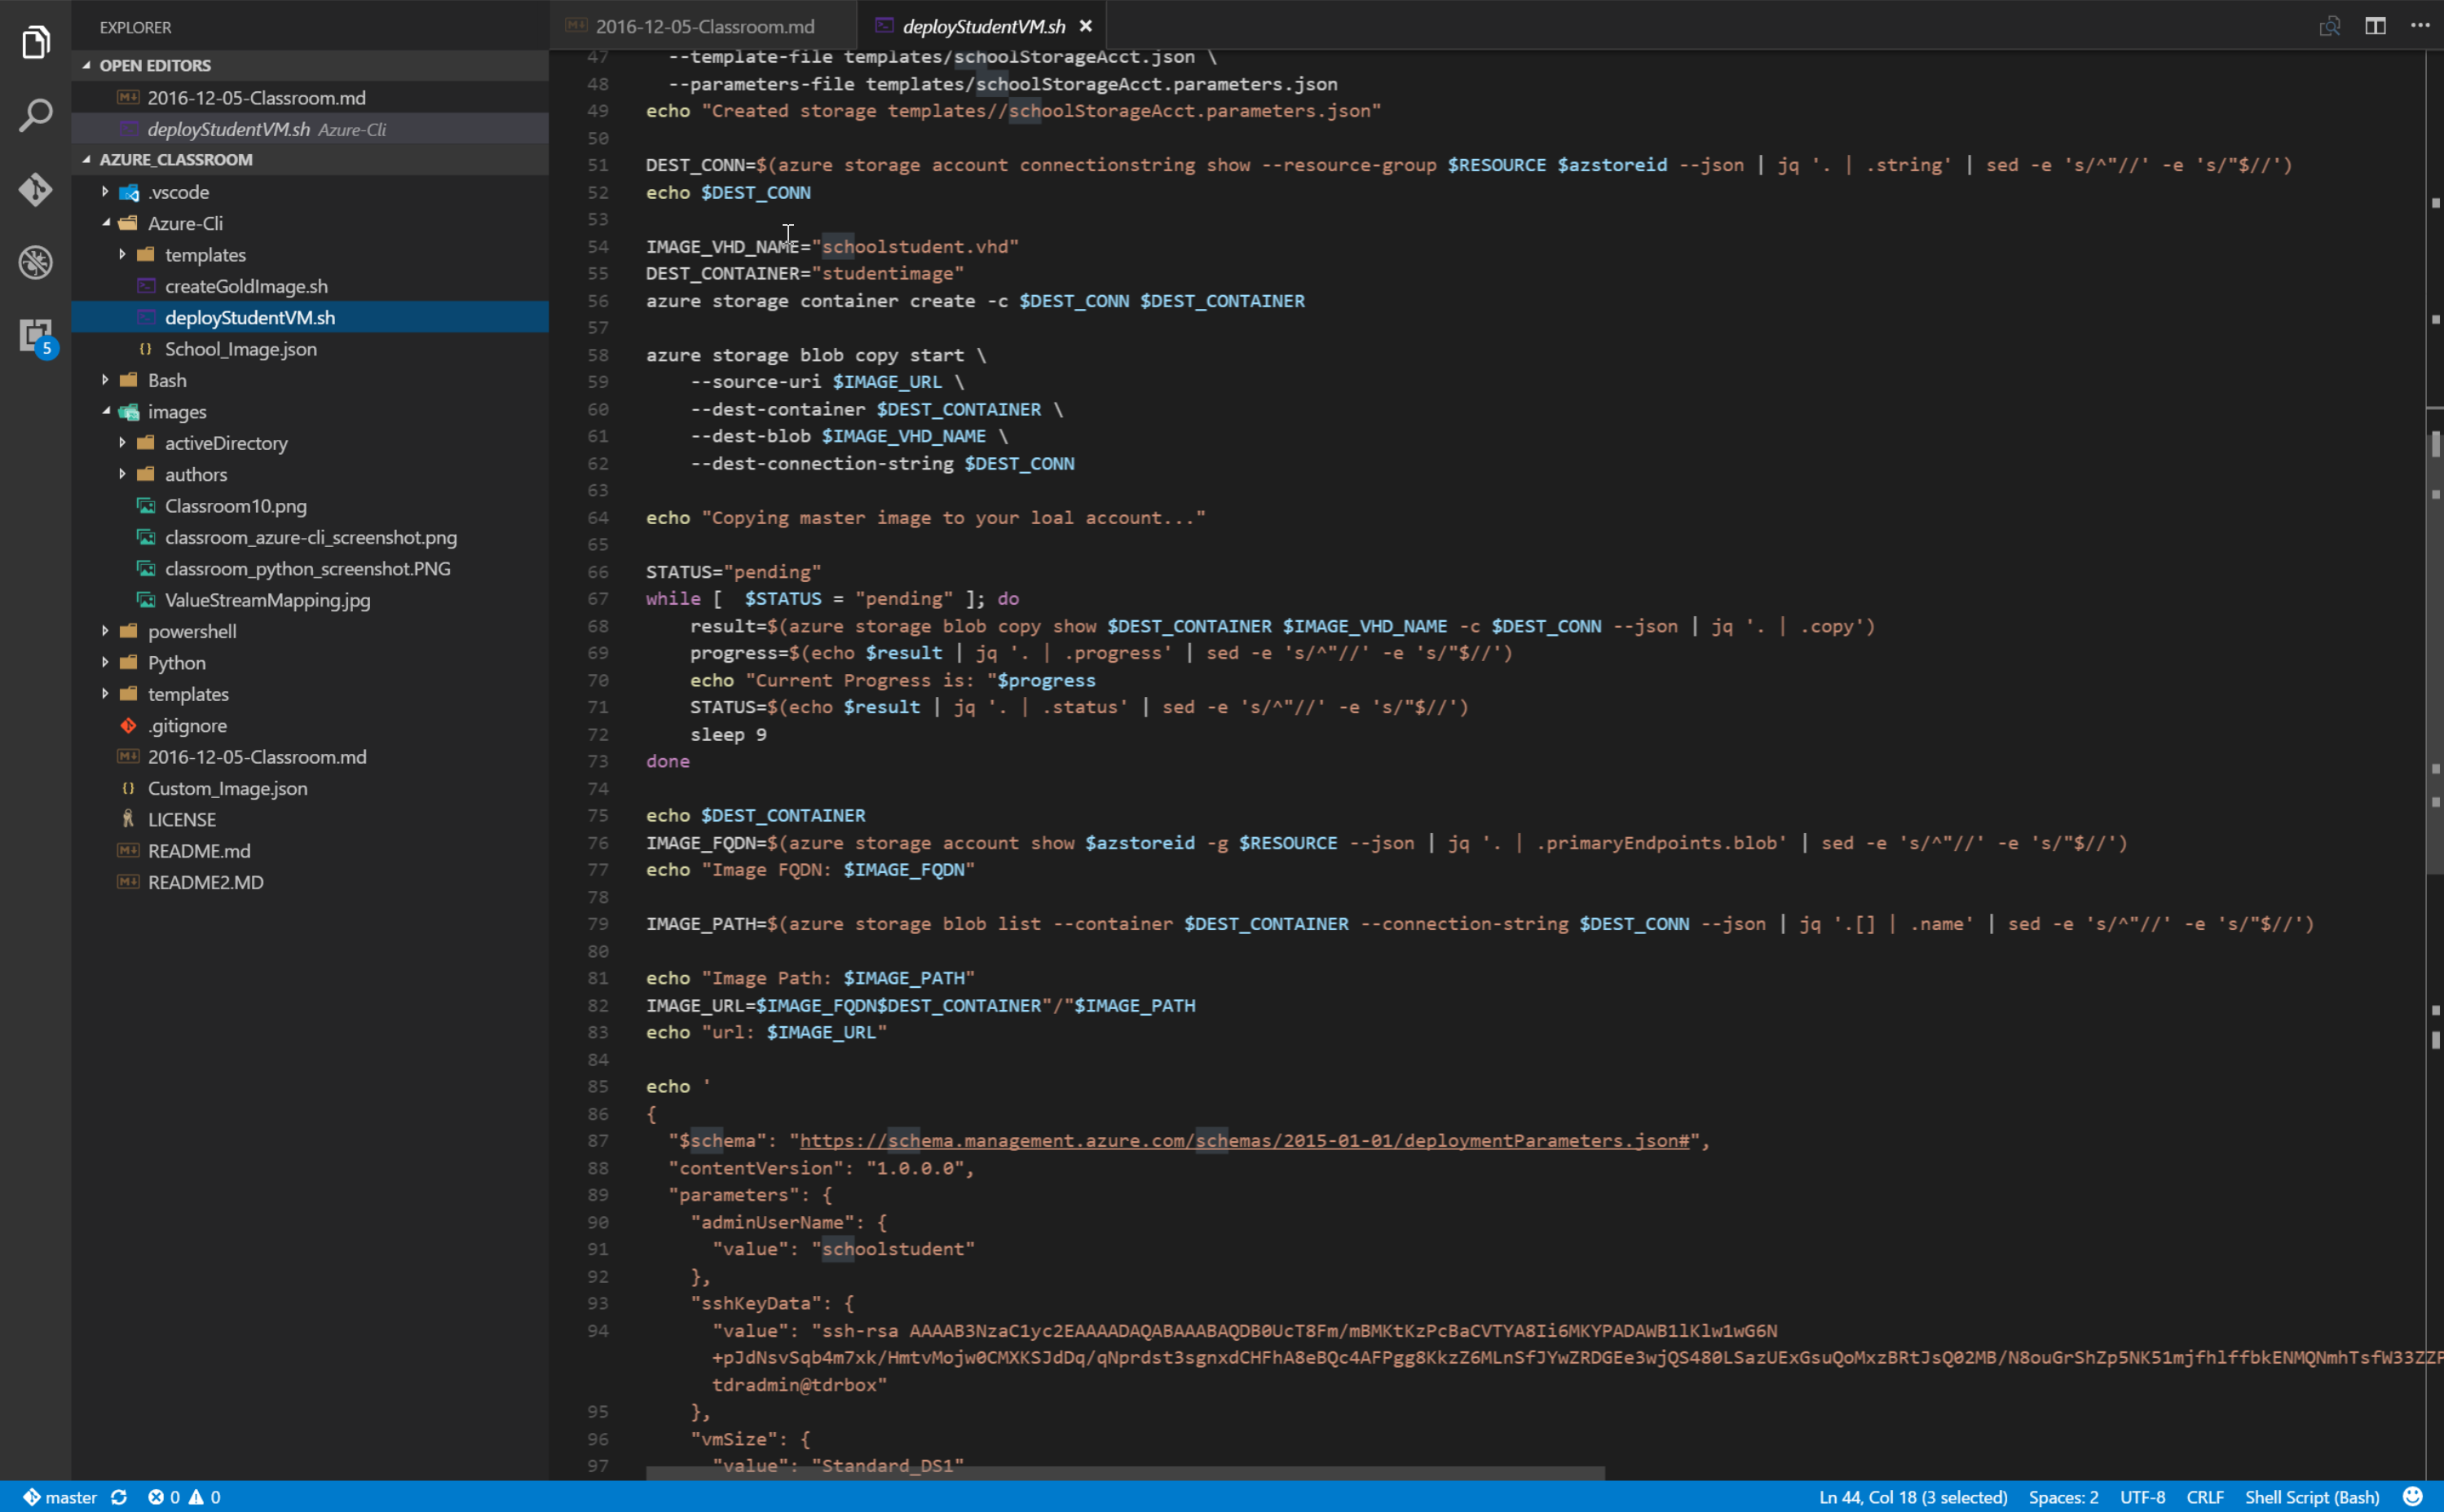 EXPLORER
OPEN EDITORS
2016-12-05-Classroom.md
deployStudentVM.sh Azure-Cli
AZURE_CLASSROOM
.vscode
Azure-Cli
templates
createGoldImage.sh
deployStudentVM.sh
School_Image.json
Bash
images
activeDirectory
authors
Classroom10.png
classroom_azure-cli_screenshot.png
classroom_python_screenshot.PNG
ValueStreamMapping.jpg
powershell
Python
templates
.gitignore
2016-12-05-Classroom.md
Custom_Image.json
LICENSE
README.md
README2.MD
5
2016-12-05-Classroom.md deployStudentVM.sh
47 --template-file templates/schoolStorageAcct.json \
48 --parameters-file templates/schoolStorageAcct.parameters.json
49 echo "Created storage templates//schoolStorageAcct.parameters.json"
50
51 DEST_CONN=$(azure storage account connectionstring show --resource-group $RESOURCE $azstoreid --json | jq '. | .string' | sed -e 's/^"//' -e 's/"$//')
52 echo $DEST_CONN
53
54 IMAGE_VHD_NAME="schoolstudent.vhd"
55 DEST_CONTAINER="studentimage"
56 azure storage container create -c $DEST_CONN $DEST_CONTAINER
57
58 azure storage blob copy start \
59 --source-uri $IMAGE_URL \
60 --dest-container $DEST_CONTAINER \
61 --dest-blob $IMAGE_VHD_NAME \
62 --dest-connection-string $DEST_CONN
63
64 echo "Copying master image to your loal account..."
65
66 STATUS="pending"
67 while [  $STATUS = "pending" ]; do
68 result=$(azure storage blob copy show $DEST_CONTAINER $IMAGE_VHD_NAME -c $DEST_CONN --json | jq '. | .copy')
69 progress=$(echo $result | jq '. | .progress' | sed -e 's/^"//' -e 's/"$//')
70 echo "Current Progress is: "$progress
71 STATUS=$(echo $result | jq '. | .status' | sed -e 's/^"//' -e 's/"$//')
72 sleep 9
73 done
74
75 echo $DEST_CONTAINER
76 IMAGE_FQDN=$(azure storage account show $azstoreid -g $RESOURCE --json | jq '. | .primaryEndpoints.blob' | sed -e 's/^"//' -e 's/"$//')
77 echo "Image FQDN: $IMAGE_FQDN"
78
79 IMAGE_PATH=$(azure storage blob list --container $DEST_CONTAINER --connection-string $DEST_CONN --json | jq '.[] | .name' | sed -e 's/^"//' -e 's/"$//')
80
81 echo "Image Path: $IMAGE_PATH"
82 IMAGE_URL=$IMAGE_FQDN$DEST_CONTAINER"/"$IMAGE_PATH
83 echo "url: $IMAGE_URL"
84
85 echo '
86 {
87 "$schema": "https://schema.management.azure.com/schemas/2015-01-01/deploymentParameters.json#",
88 "contentVersion": "1.0.0.0",
89 "parameters": {
90 "adminUserName": {
91 "value": "schoolstudent"
92 },
93 "sshKeyData": {
94 "value": "ssh-rsa AAAAB3NzaC1yc2EAAAADAQABAAABAQDB0UcT8Fm/mBMKtKzPcBaCVTYA8Ii6MKYPADAWB1lKlw1wG6N
+pJdNsvSqb4m7xk/HmtvMojw0CMXKSJdDq/qNprdst3sgnxdCHFhA8eBQc4AFPgg8KkzZ6MLnSfJYwZRDGEe3wjQS480LSazUExGsuQoMxzBRtJsQ02MB/N8ouGrShZp5NK51mjfhlffbkENMQNmhTsfW33ZZP
tdradmin@tdrbox"
95 },
96 "vmSize": {
97 "value": "Standard_DS1"
master 0 0 Ln 44, Col 18 (3 selected) Spaces: 2 UTF-8 CRLF Shell Script (Bash)